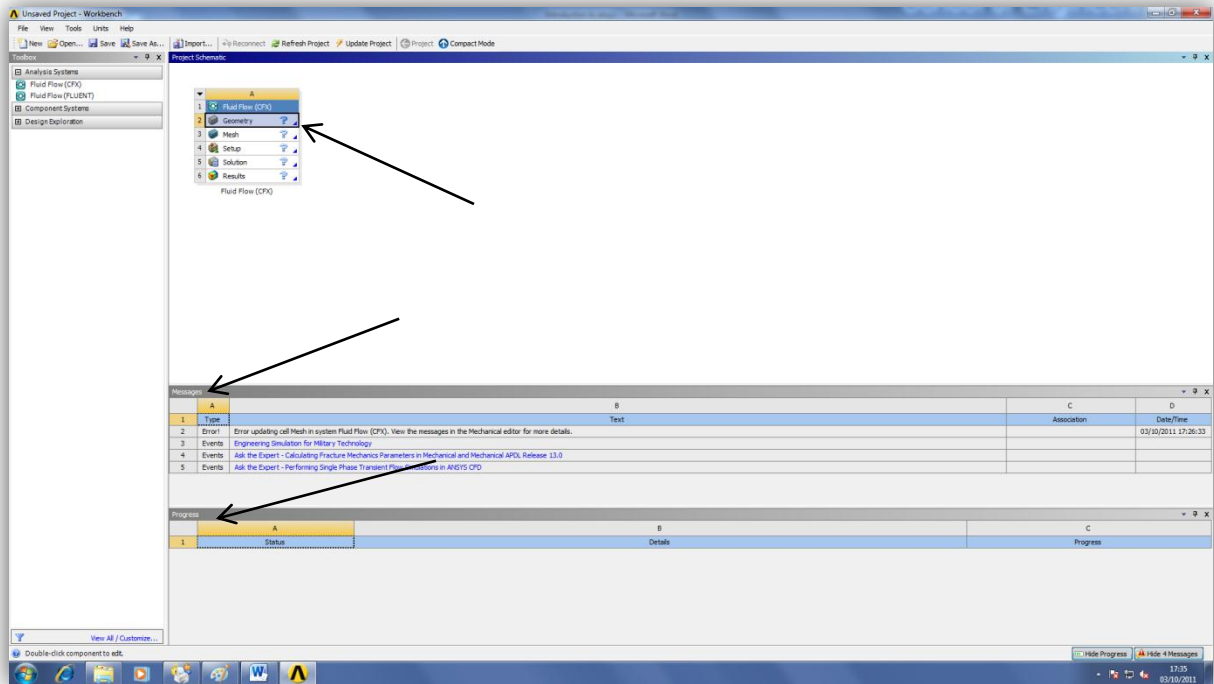 Unsaved Project - Workbench
File View Tools Units Help
New Open... Save Save As... Import... Reconnect Refresh Project Update Project Project Compact Mode
Toolbox
Project Schematic
Analysis Systems
Fluid Flow (CFX)
Fluid Flow (FLUENT)
Component Systems
Design Exploration
A
1 Fluid Flow (CFX)
2 Geometry ?
3 Mesh ?
4 Setup ?
5 Solution ?
6 Results ?
Fluid Flow (CFX)
Messages
A B C D
1 Type Text Association Date/Time
2 Error! Error updating cell Mesh in system Fluid Flow (CFX). View the messages in the Mechanical editor for more details. 03/10/2011 17:26:33
3 Events Engineering Simulation for Military Technology
4 Events Ask the Expert - Calculating Fracture Mechanics Parameters in Mechanical and Mechanical APDL Release 13.0
5 Events Ask the Expert - Performing Single Phase Transient Flow Simulations in ANSYS CFD
Progress
A B C
1 Status Details Progress
View All / Customize...
Double-click component to edit.
Hide Progress Hide 4 Messages
17:35
03/10/2011